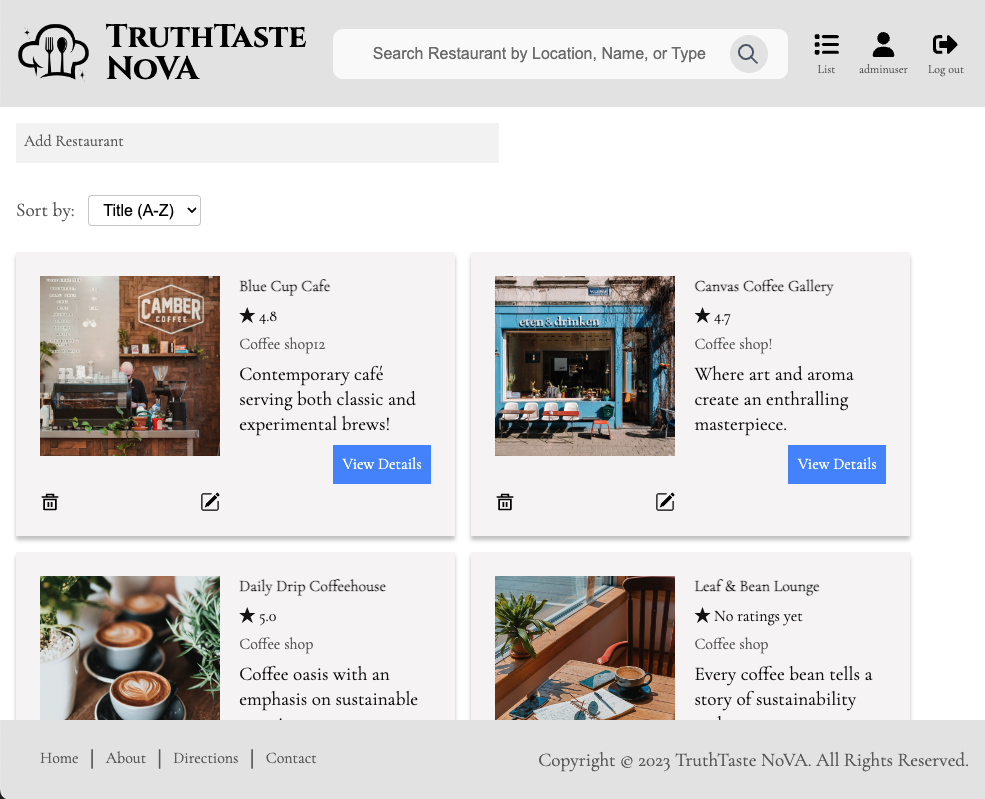 TruthTaste
NoVA
Search Restaurant by Location, Name, or Type
List
adminuser
Log out
Add Restaurant
Sort by:
Title (A-Z)
CAMBER
COFFEE
Blue Cup Cafe
4.8
Coffee shop12
Contemporary café
serving both classic and
experimental brews!
View Details
eten & drinken
Canvas Coffee Gallery
4.7
Coffee shop!
Where art and aroma
create an enthralling
masterpiece.
View Details
Daily Drip Coffeehouse
5.0
Coffee shop
Coffee oasis with an
emphasis on sustainable
Leaf & Bean Lounge
No ratings yet
Coffee shop
Every coffee bean tells a
story of sustainability
Home | About | Directions | Contact
Copyright © 2023 TruthTaste NoVA. All Rights Reserved.